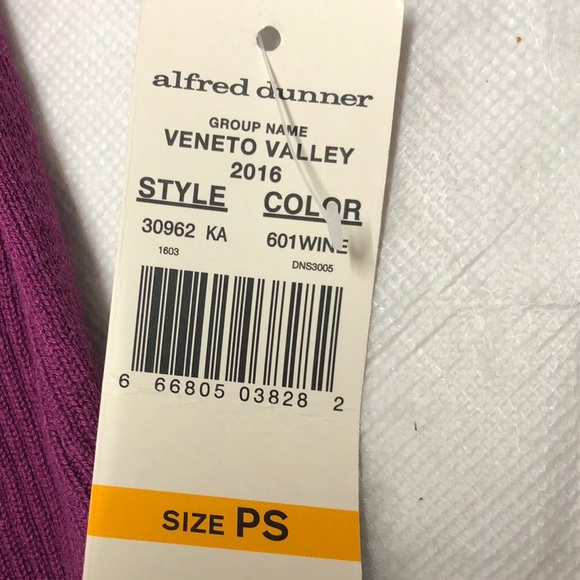 alfred dunner
GROUP NAME
VENETO VALLEY
2016
STYLE COLOR
30962 KA 601WINE
1603 DNS3005
6 66805 03828 2
SIZE PS